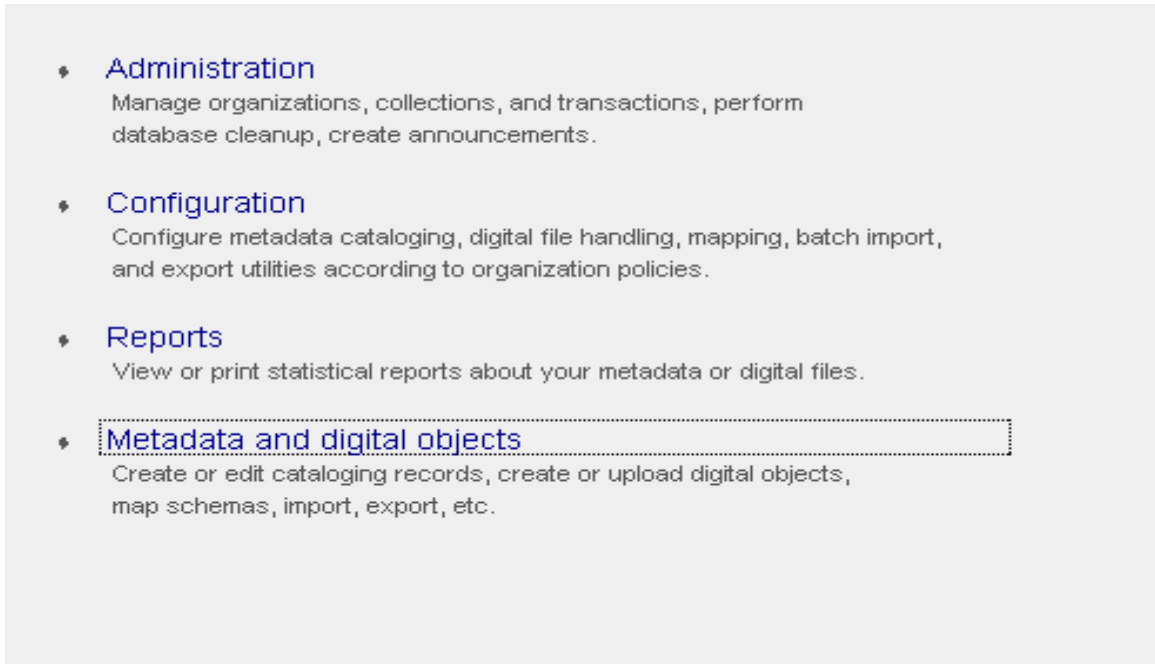 Administration
Manage organizations, collections, and transactions, perform
database cleanup, create announcements.
Configuration
Configure metadata cataloging, digital file handling, mapping, batch import,
and export utilities according to organization policies.
Reports
View or print statistical reports about your metadata or digital files.
Metadata and digital objects
Create or edit cataloging records, create or upload digital objects,
map schemas, import, export, etc.